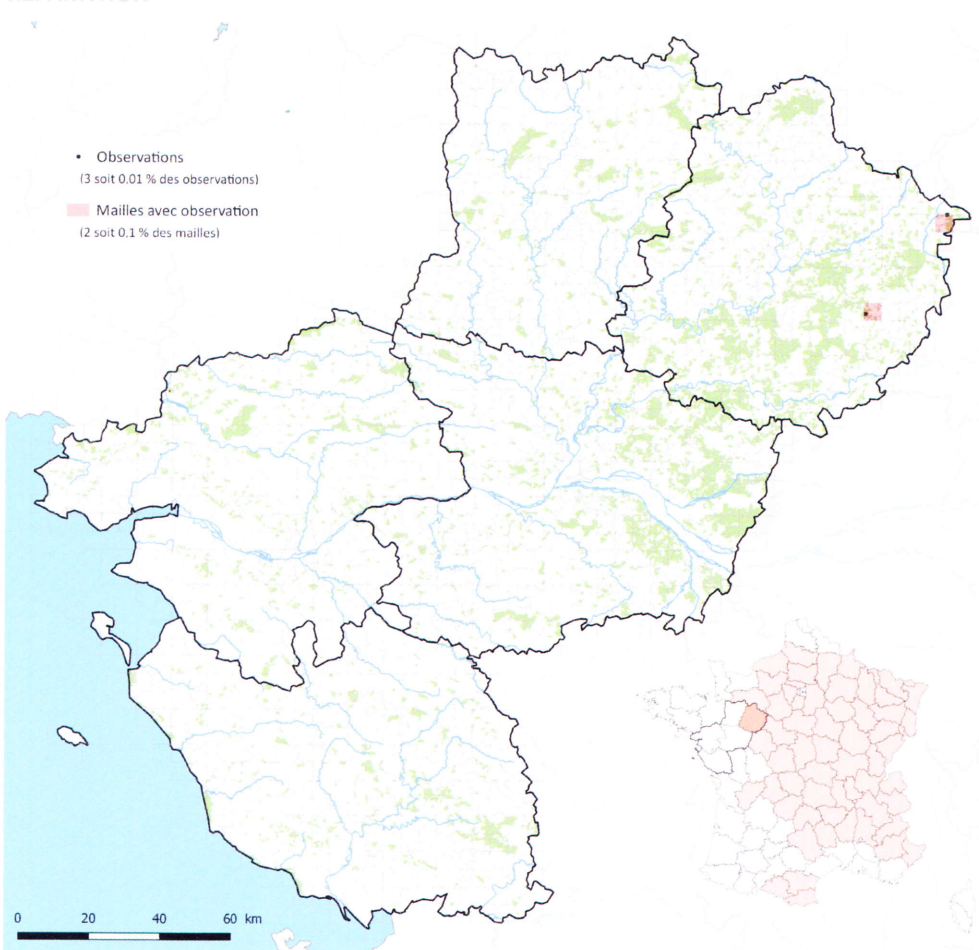 Observations
(3 soit 0.01 % des observations)
Mailles avec observation
(2 soit 0.1 % des mailles)
0 20 40 60 km